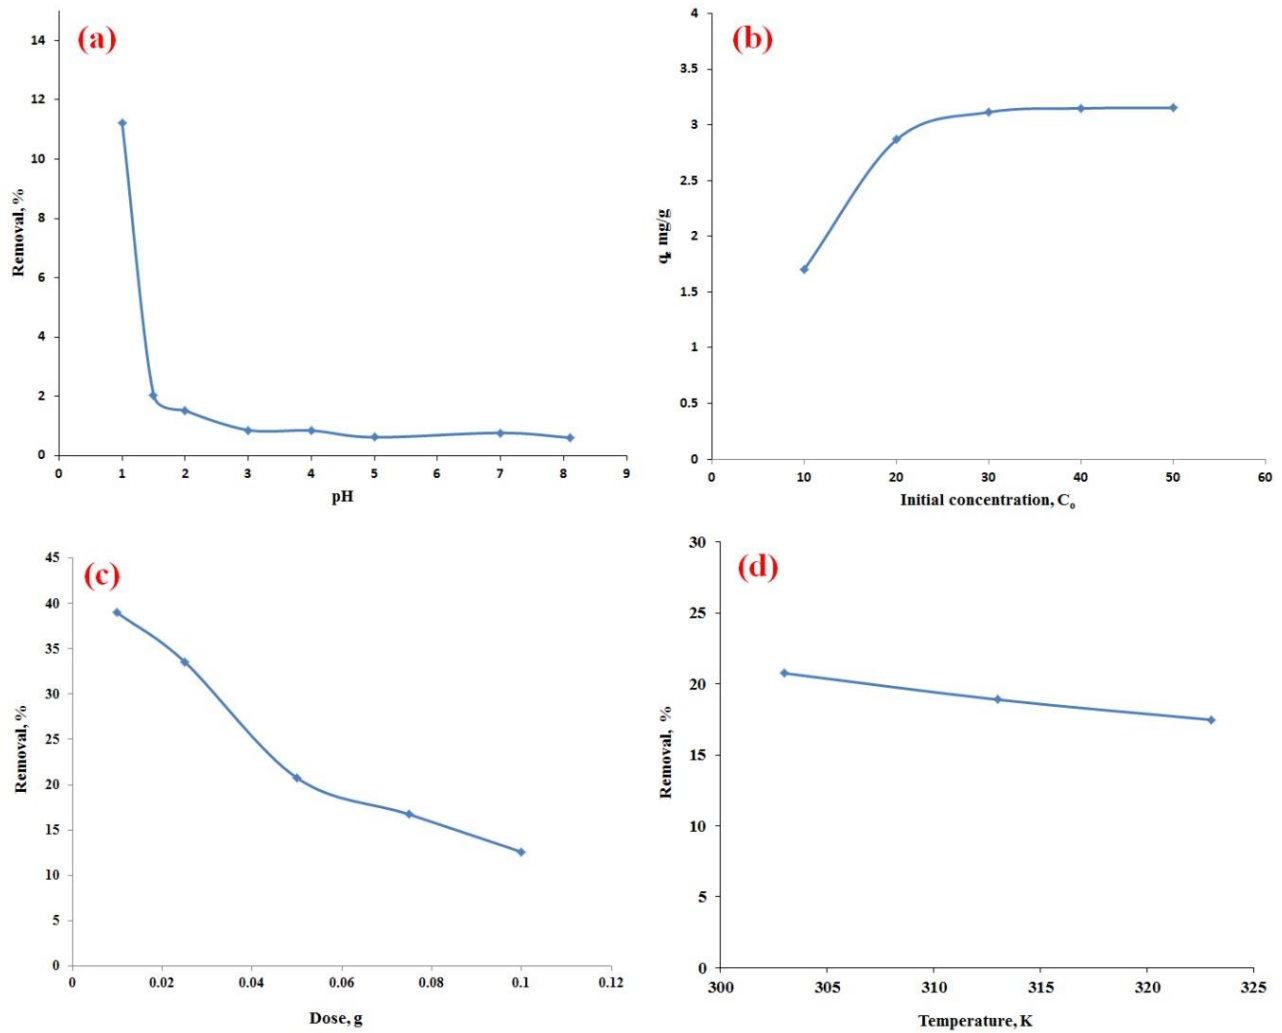 (a)
14
12
10
8
6
4
2
0
0 1 2 3 4 5 6 7 8 9
Removal, %
pH
(b)
4
3.5
3
2.5
2
1.5
1
0.5
0
0 10 20 30 40 50 60
qe, mg/g
Initial concentration, Co
(c)
45
40
35
30
25
20
15
10
5
0
0 0.02 0.04 0.06 0.08 0.1 0.12
Removal, %
Dose, g
(d)
30
25
20
15
10
5
0
300 305 310 315 320 325
Removal, %
Temperature, K